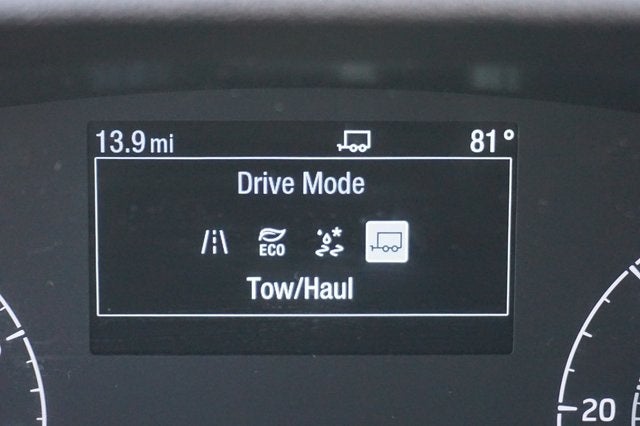 13.9 mi 81°
Drive Mode
ECO
Tow/Haul
20